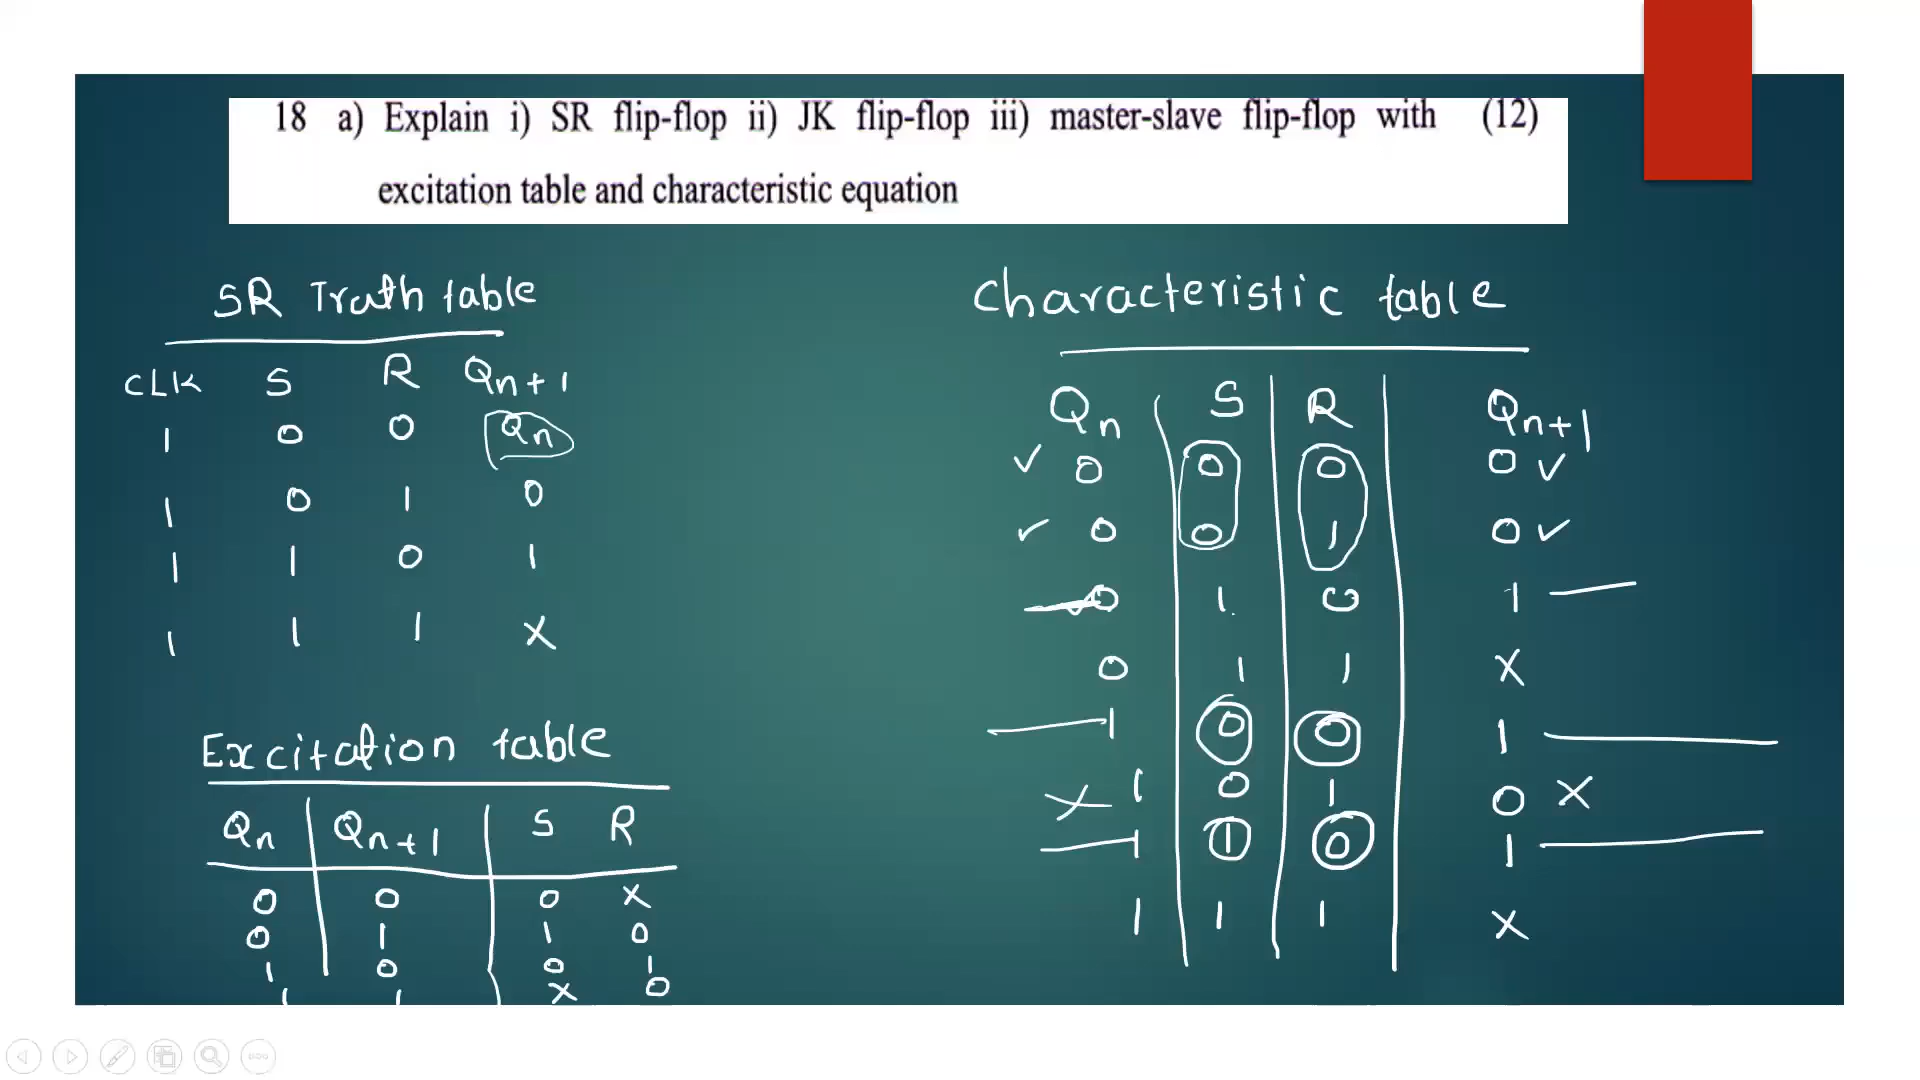 18 a) Explain i) SR flip-flop ii) JK flip-flop iii) master-slave flip-flop with (12)
excitation table and characteristic equation
SR Truth table
CLK S R Qn+1
1 0 0 Qn
1 0 1 0
1 1 0 1
1 1 1 X
Excitation table
Qn Qn+1 S R
0 0 0 X
0 1 1 0
1 0 0 1
1 1 X 0
Characteristic table
Qn S R Qn+1
0 0 0 0
0 0 1 0
0 1 0 1
0 1 1 X
1 0 0 1
1 0 1 0 X
1 1 0 1
1 1 1 X